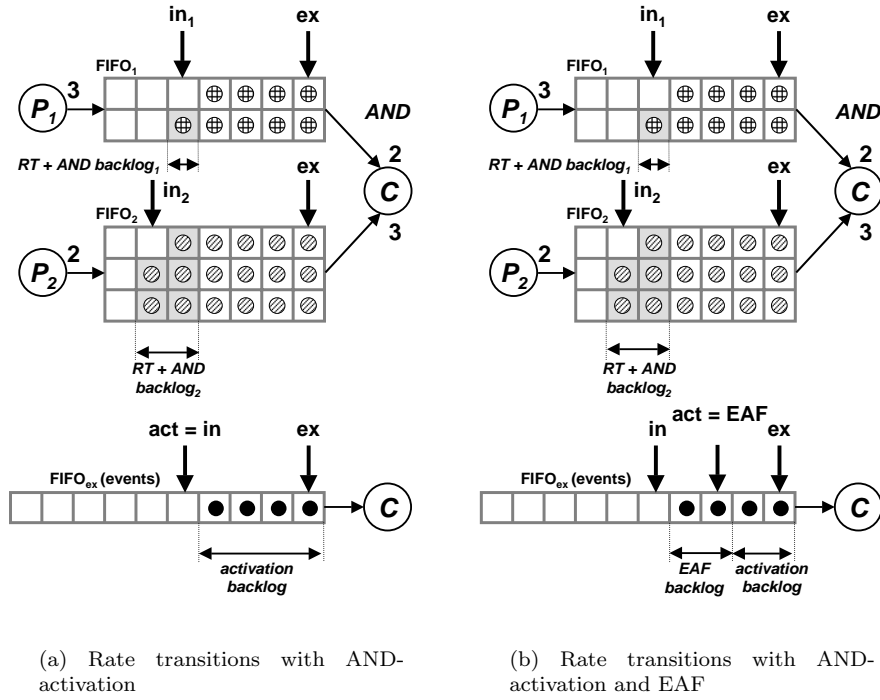 in1
ex
FIFO1
P1
3
AND
2
RT + AND backlog1
in2
ex
C
FIFO2
3
P2
2
RT + AND
backlog2
act = in
ex
FIFOex (events)
C
activation
backlog
(a) Rate transitions with AND-
activation
in1
ex
FIFO1
P1
3
AND
2
RT + AND backlog1
in2
ex
C
FIFO2
3
P2
2
RT + AND
backlog2
act = EAF
in
ex
FIFOex (events)
C
EAF
backlog
activation
backlog
(b) Rate transitions with AND-
activation and EAF